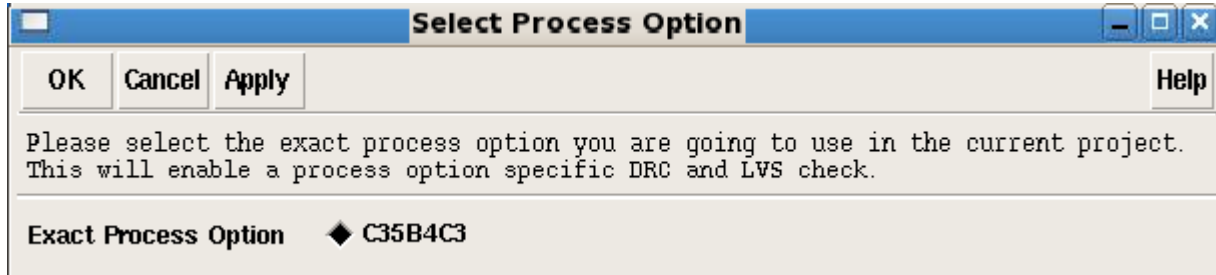 Select Process Option
OK Cancel Apply Help
Please select the exact process option you are going to use in the current project.
This will enable a process option specific DRC and LVS check.
Exact Process Option C35B4C3